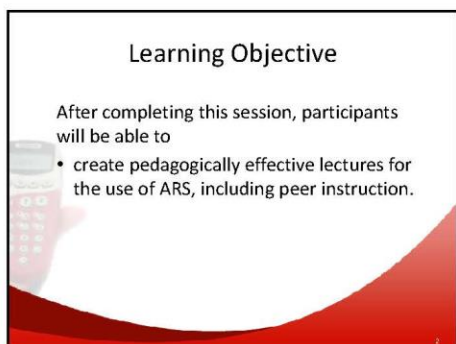 Learning Objective
After completing this session, participants
will be able to
• create pedagogically effective lectures for
the use of ARS, including peer instruction.
2